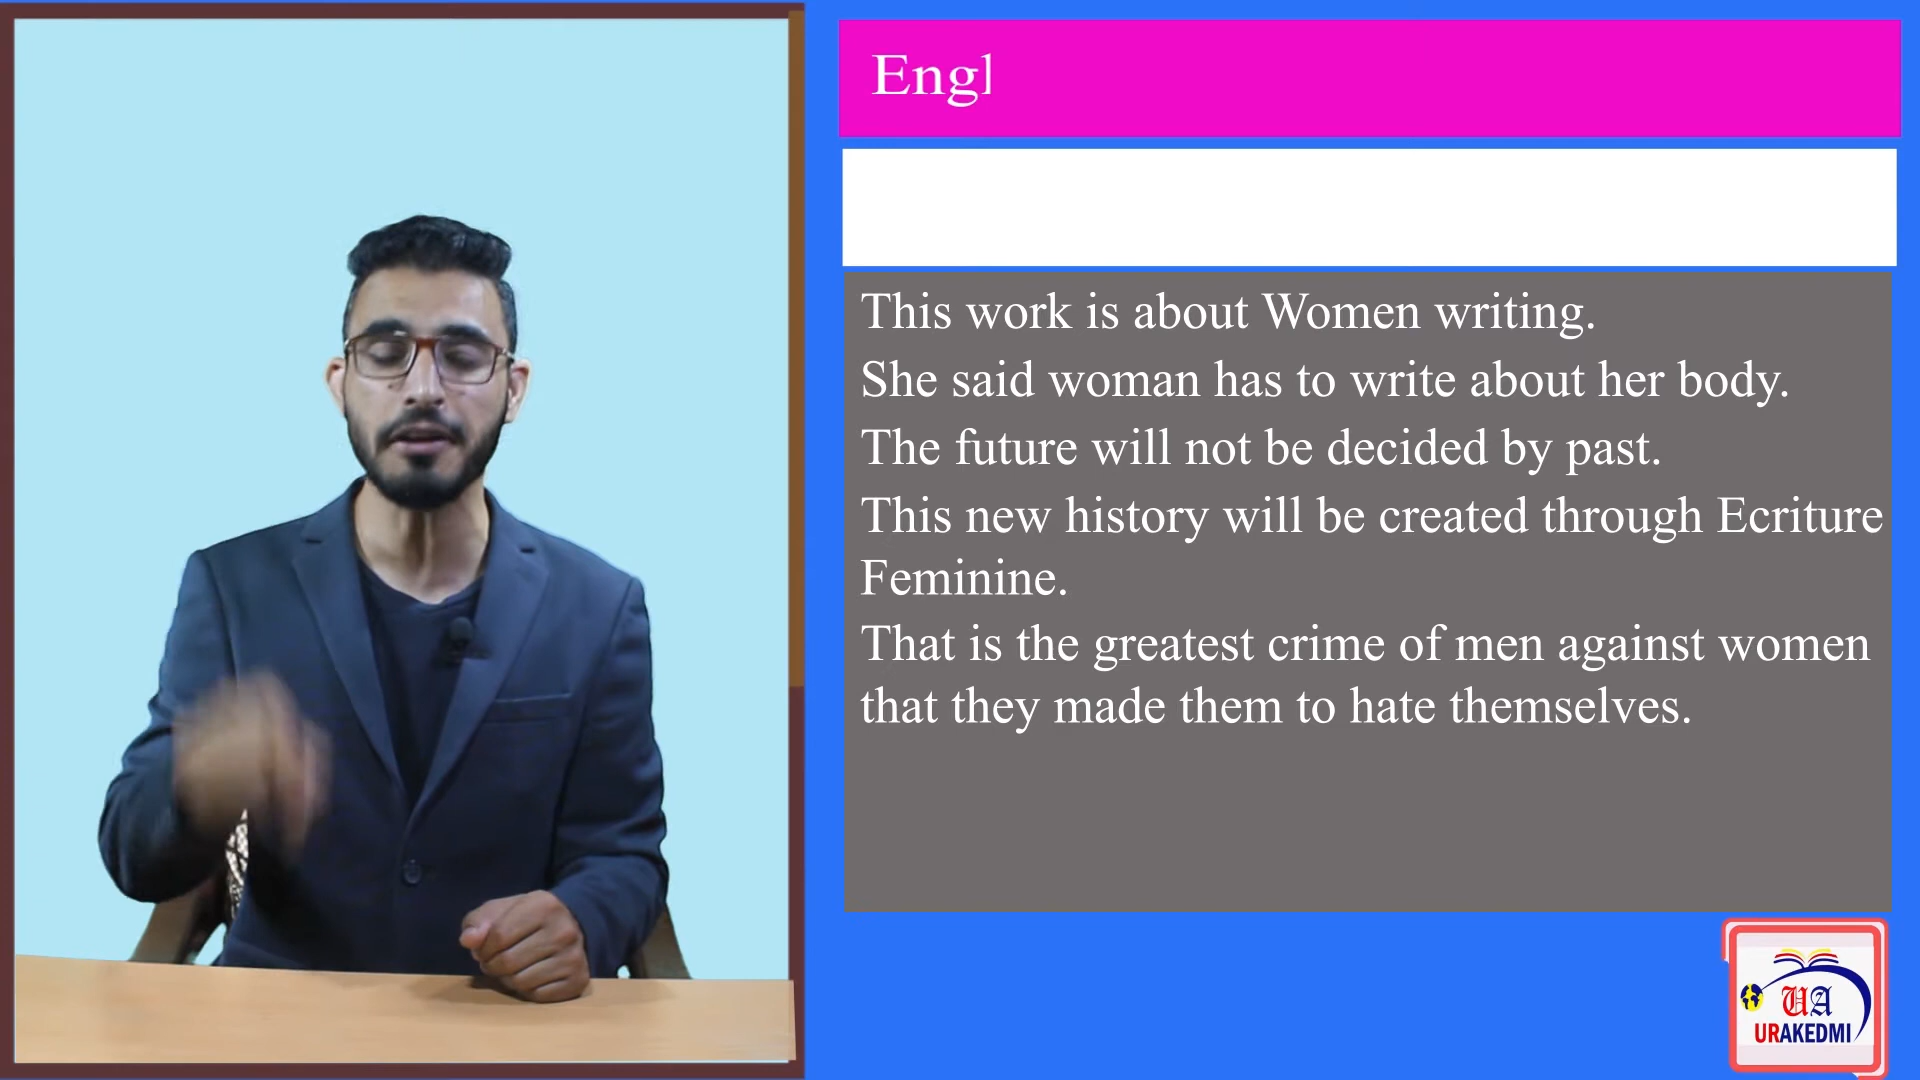 Engl
This work is about Women writing.
She said woman has to write about her body.
The future will not be decided by past.
This new history will be created through Ecriture
Feminine.
That is the greatest crime of men against women
that they made them to hate themselves.
UA
URAKEDMI